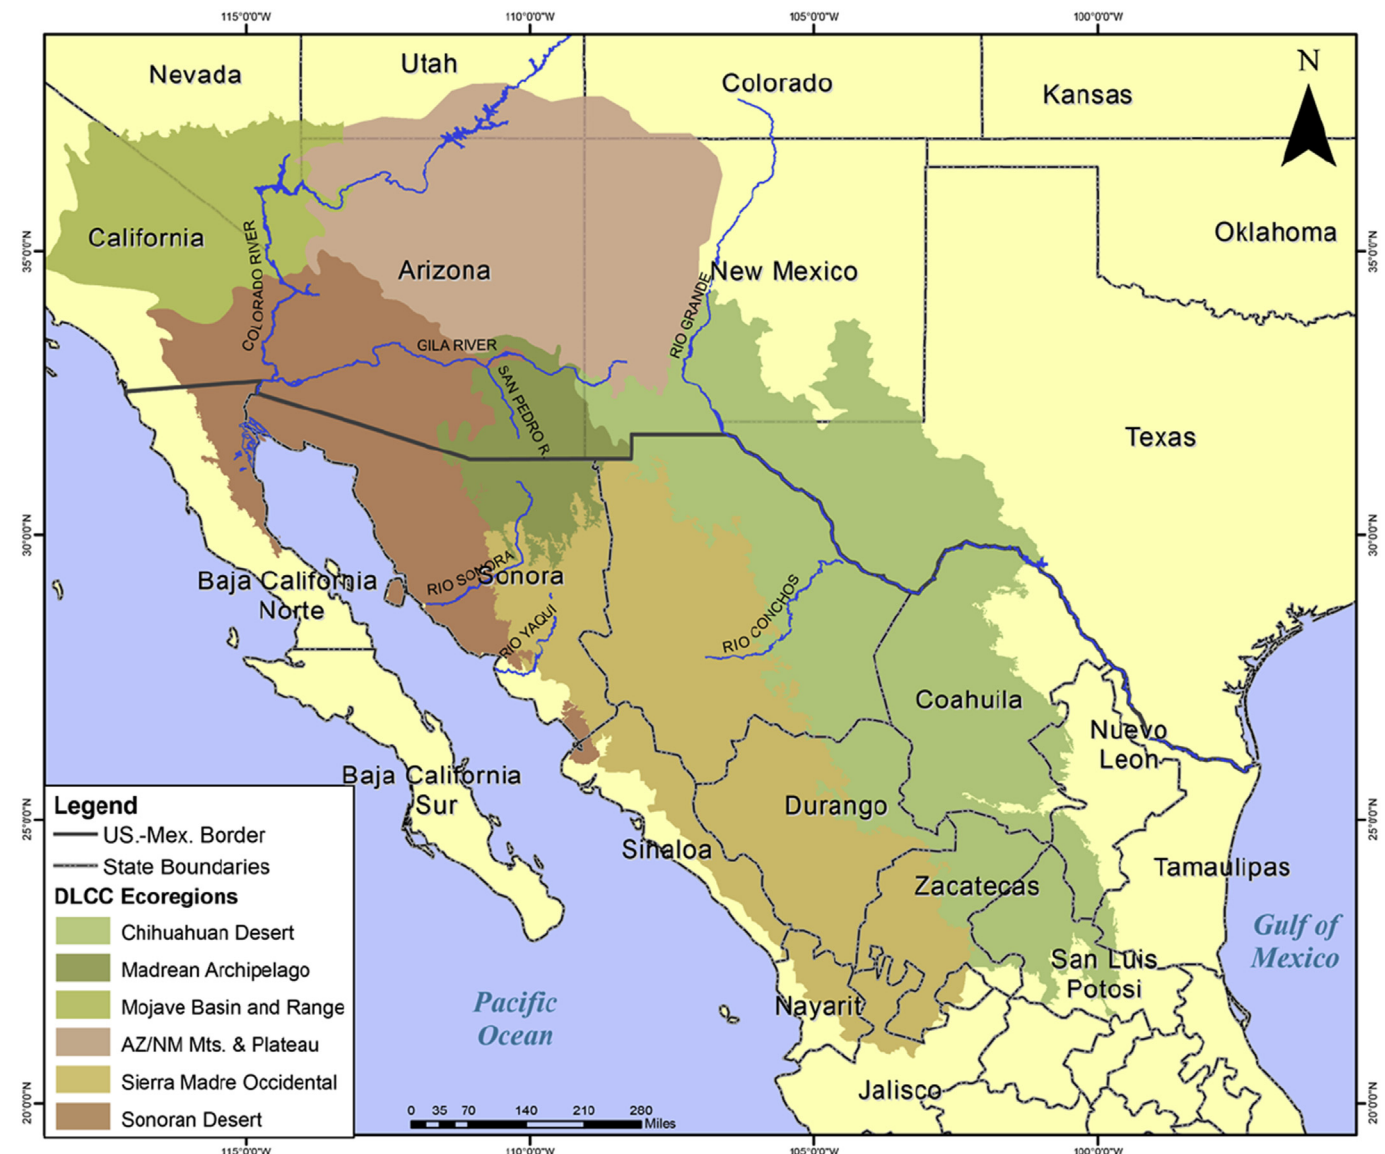 115°0'0"W
110°0'0"W
105°0'0"W
100°0'0"W
Nevada
Utah
Colorado
Kansas
N
California
Arizona
New Mexico
Oklahoma
35°0'0"N
35°0'0"N
COLORADO RIVER
RIO GRANDE
GILA RIVER
SAN PEDRO R.
Texas
30°0'0"N
30°0'0"N
Baja California
Norte
RIO SONORA
Sonora
RIO YAQUI
RIO CONCHOS
Coahuila
Nuevo
Leon
Baja California
Sur
Durango
Sinaloa
Zacatecas
Tamaulipas
25°0'0"N
25°0'0"N
Gulf of
Mexico
San Luis
Potosi
Nayarit
Pacific
Ocean
Jalisco
Legend
US.-Mex. Border
State Boundaries
DLCC Ecoregions
Chihuahuan Desert
Madrean Archipelago
Mojave Basin and Range
AZ/NM Mts. & Plateau
Sierra Madre Occidental
Sonoran Desert
0 35 70 140 210 280
Miles
20°0'0"N
20°0'0"N
115°0'0"W
110°0'0"W
105°0'0"W
100°0'0"W